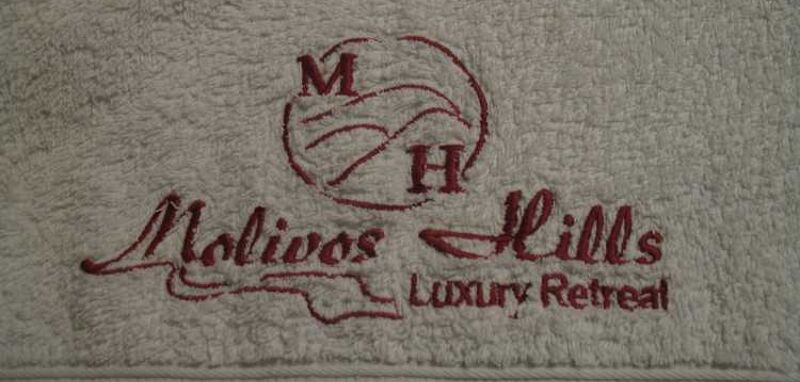 M
H
Molivos Hills
Luxury Retreat